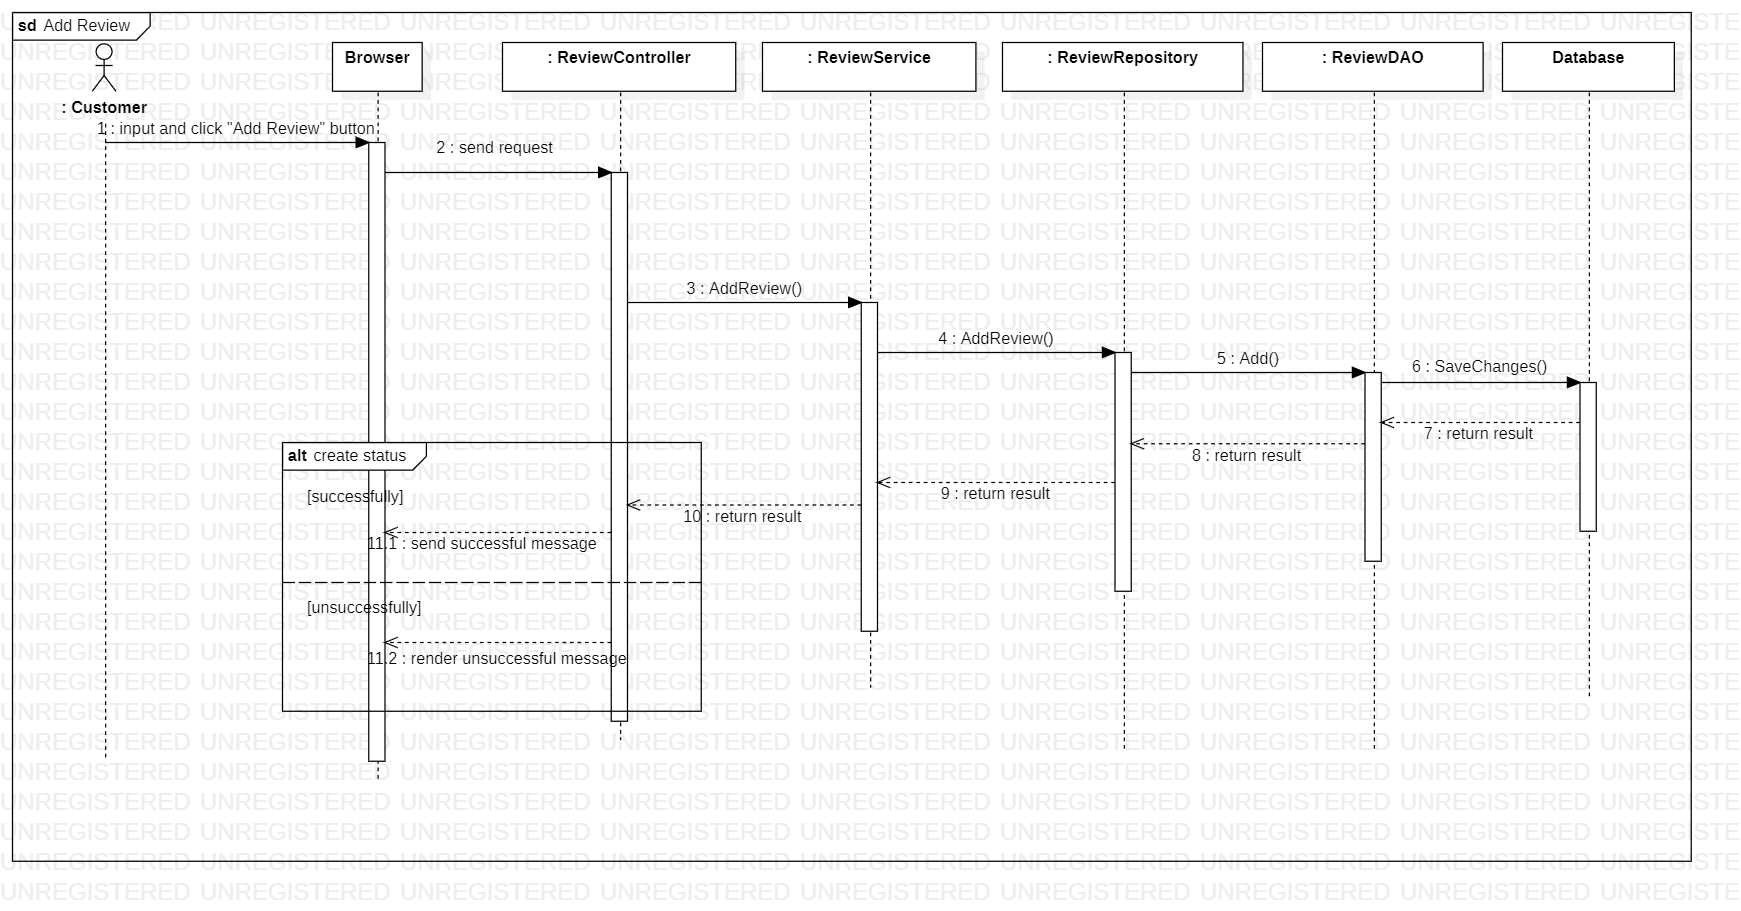 sd Add Review
: Customer
Browser
: ReviewController
: ReviewService
: ReviewRepository
: ReviewDAO
Database
1 : input and click "Add Review" button
2 : send request
3 : AddReview()
4 : AddReview()
5 : Add()
6 : SaveChanges()
7 : return result
8 : return result
9 : return result
10 : return result
alt create status
[successfully]
11.1 : send successful message
[unsuccessfully]
11.2 : render unsuccessful message
UNREGISTERED